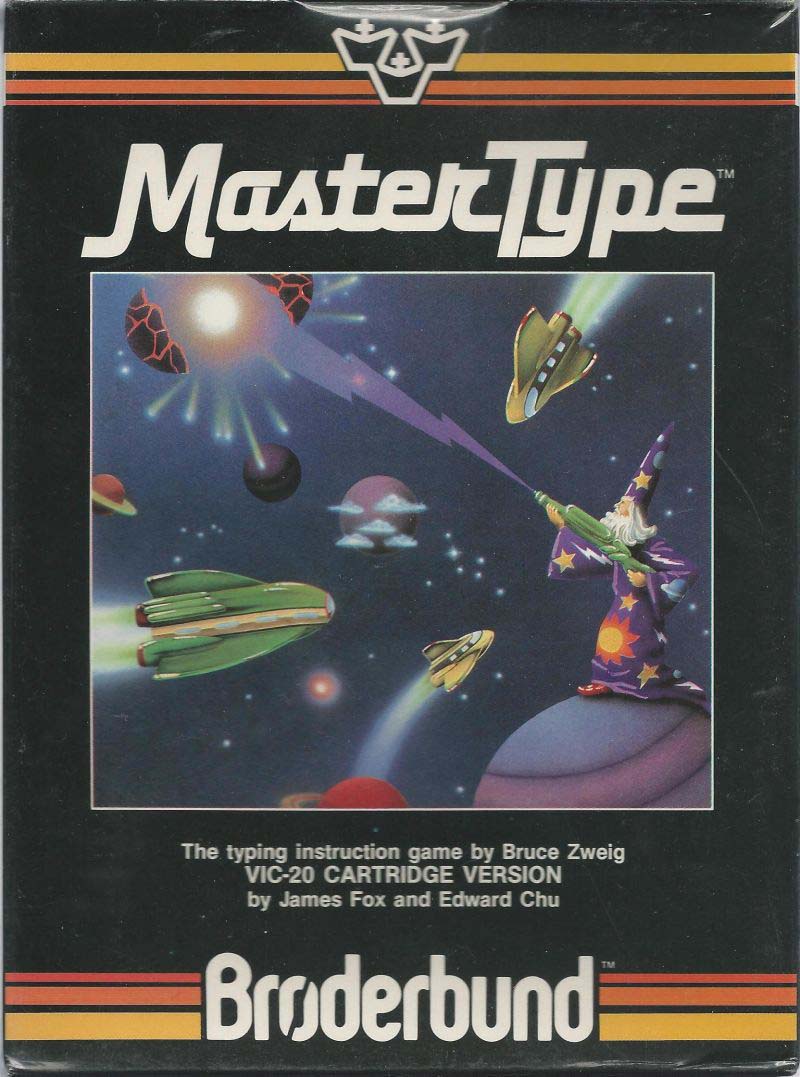 MasterType™
The typing instruction game by Bruce Zweig
VIC-20 CARTRIDGE VERSION
by James Fox and Edward Chu
Brøderbund™